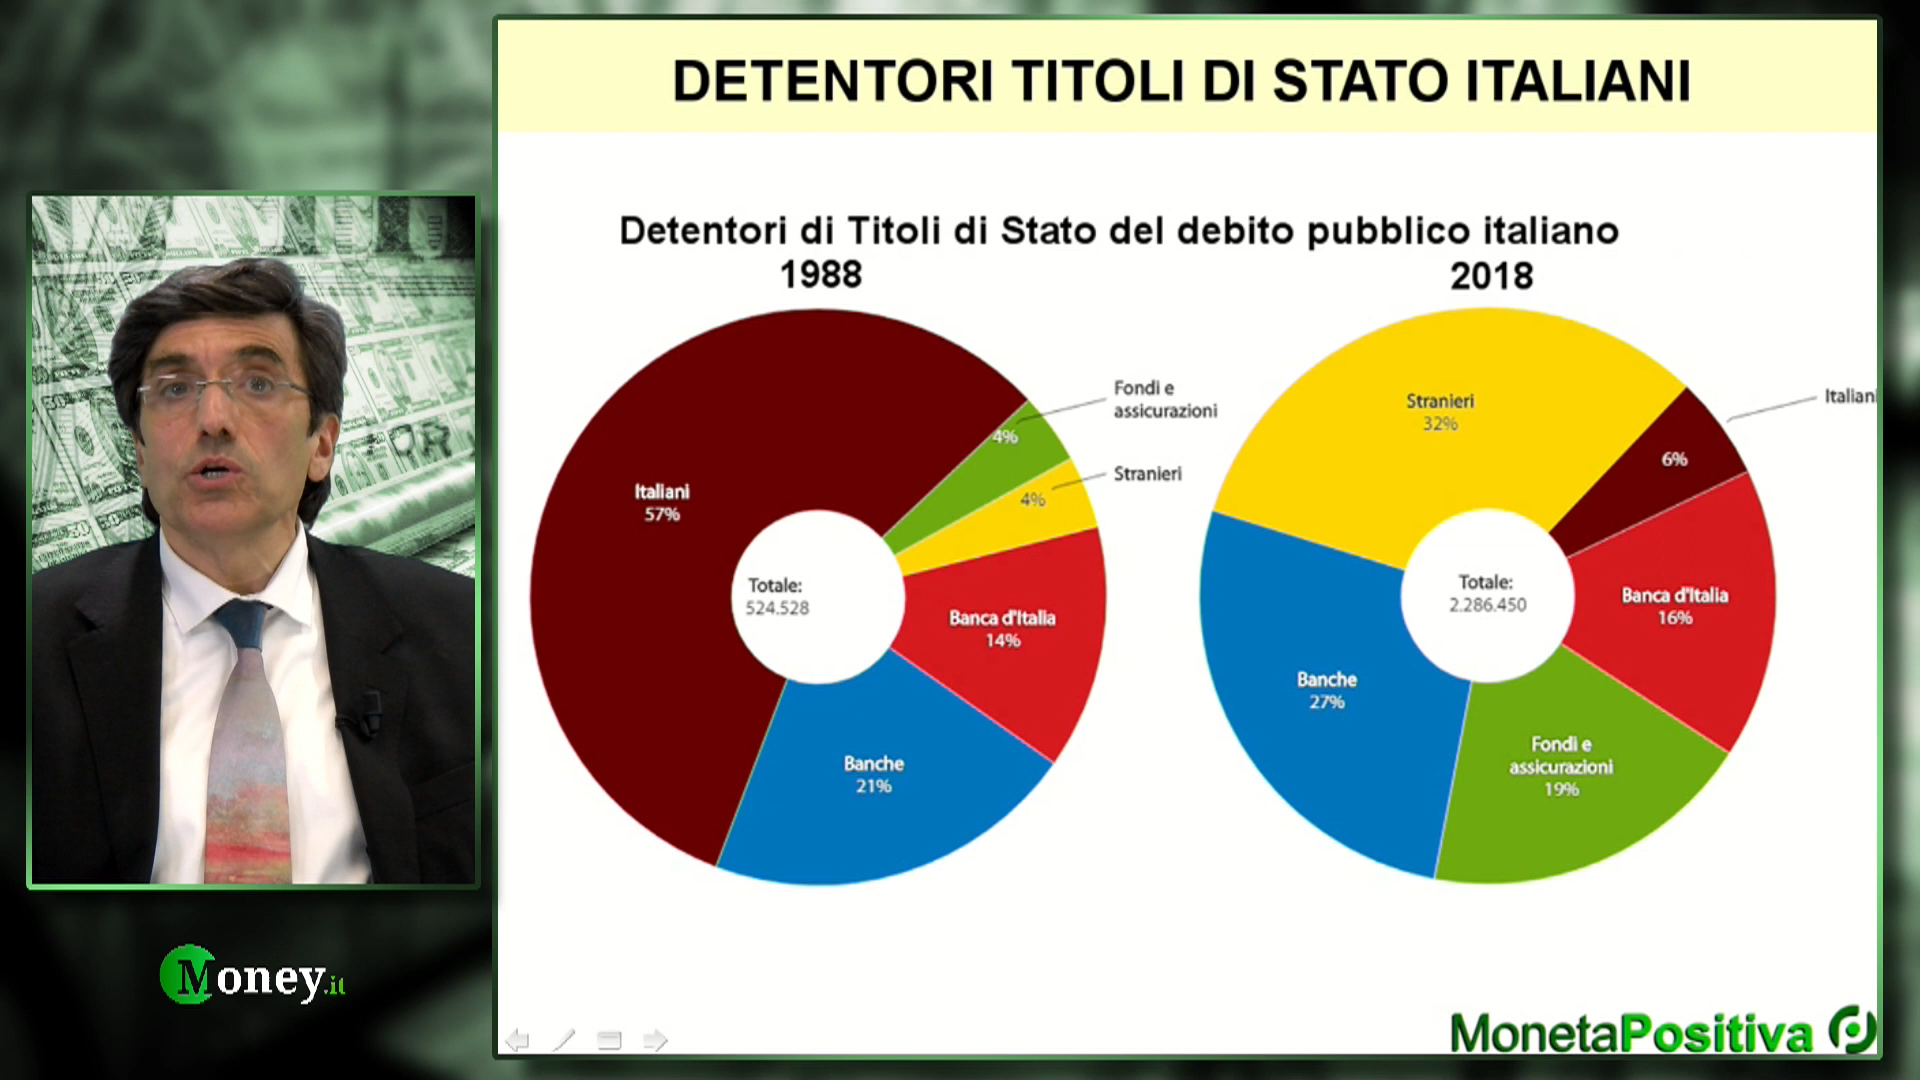 DETENTORI TITOLI DI STATO ITALIANI
Detentori di Titoli di Stato del debito pubblico italiano
1988
2018
Italiani
57%
Fondi e
assicurazioni
4%
Stranieri
4%
Banca d'Italia
14%
Banche
21%
Totale:
524.528
Stranieri
32%
Italiani
6%
Banca d'Italia
16%
Fondi e
assicurazioni
19%
Banche
27%
Totale:
2.286.450
Money.it
MonetaPositiva